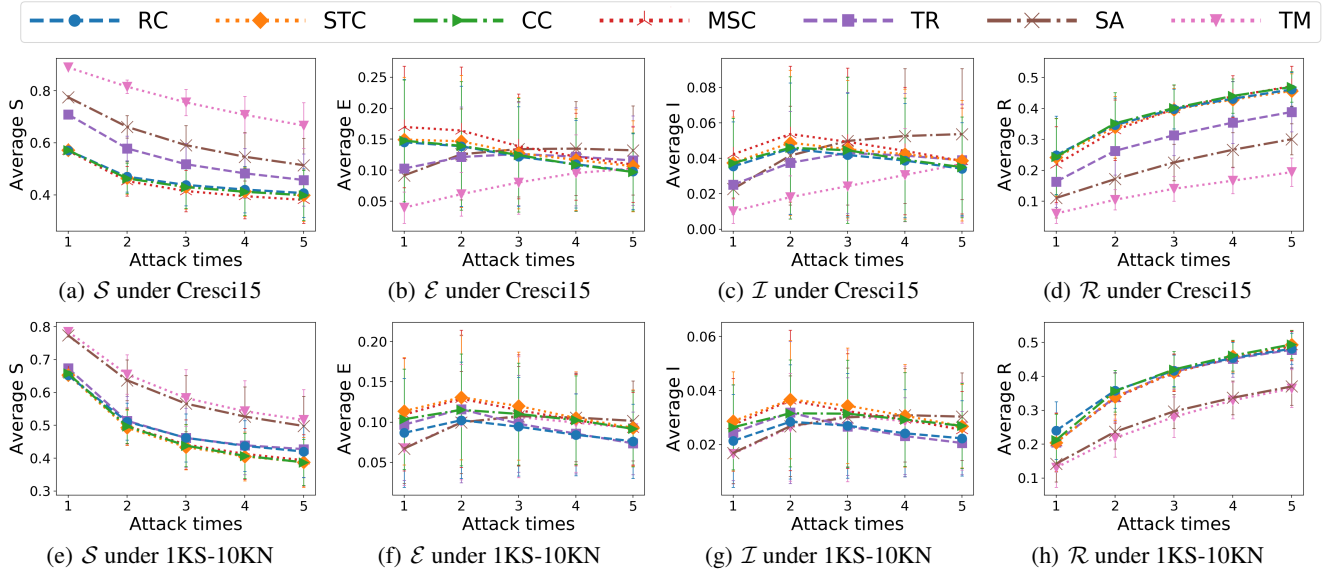 RC STC CC MSC TR SA TM
Average S
0.8
0.6
0.4
1 2 3 4 5
Attack times
(a) 𝒮 under Cresci15
Average E
0.25
0.20
0.15
0.10
0.05
1 2 3 4 5
Attack times
(b) ℰ under Cresci15
Average I
0.08
0.06
0.04
0.02
0.00
1 2 3 4 5
Attack times
(c) ℐ under Cresci15
Average R
0.5
0.4
0.3
0.2
0.1
1 2 3 4 5
Attack times
(d) ℛ under Cresci15
Average S
0.8
0.7
0.6
0.5
0.4
0.3
1 2 3 4 5
Attack times
(e) 𝒮 under 1KS-10KN
Average E
0.20
0.15
0.10
0.05
1 2 3 4 5
Attack times
(f) ℰ under 1KS-10KN
Average I
0.06
0.04
0.02
1 2 3 4 5
Attack times
(g) ℐ under 1KS-10KN
Average R
0.5
0.4
0.3
0.2
0.1
1 2 3 4 5
Attack times
(h) ℛ under 1KS-10KN